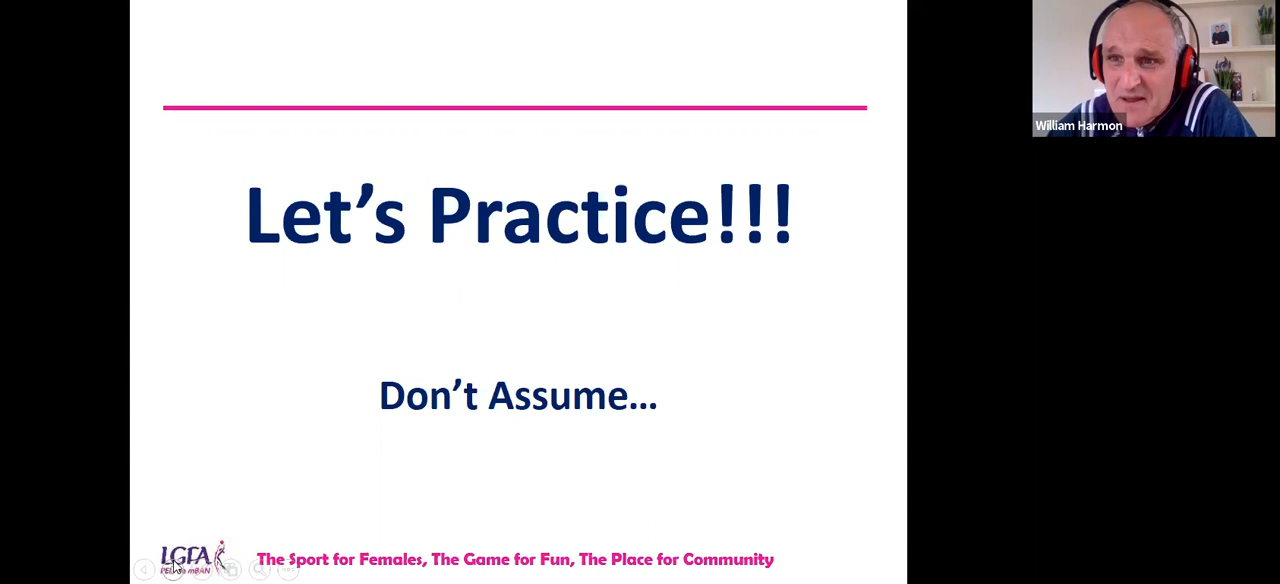 Let's Practice!!!
Don't Assume...
LGFA
The Sport for Females, The Game for Fun, The Place for Community
William Harmon